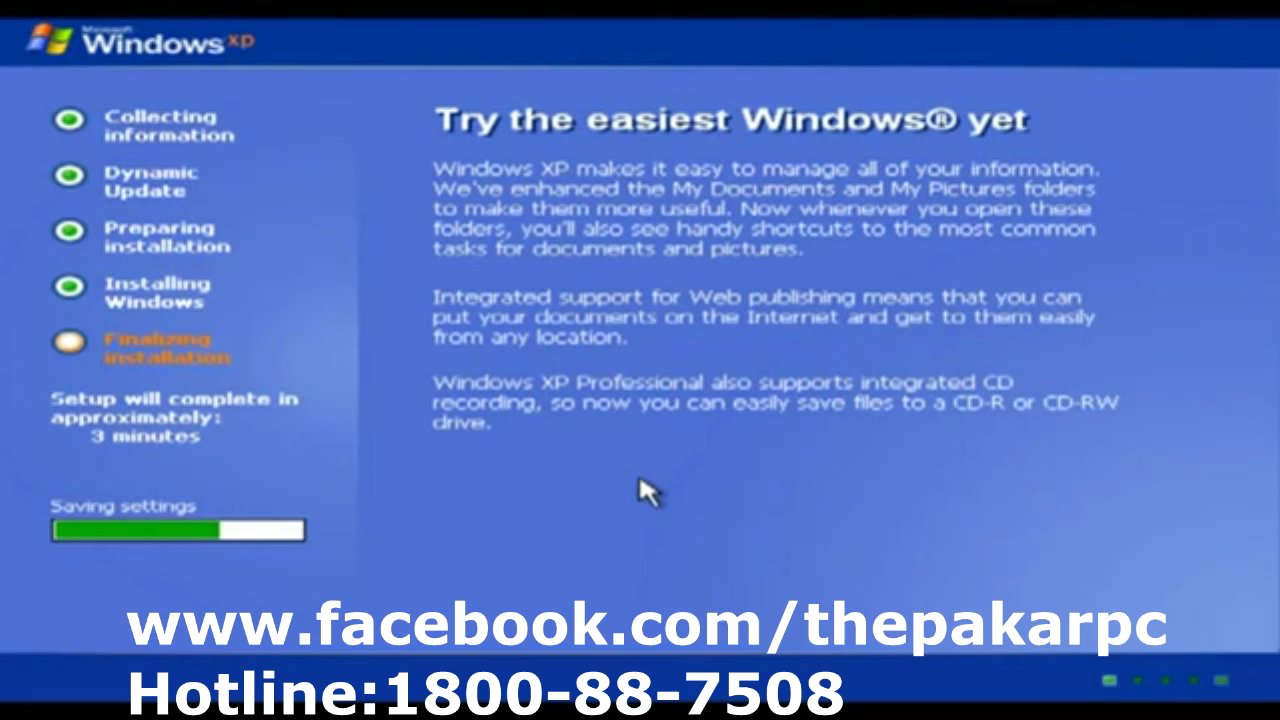 Microsoft
Windows xp
Collecting
information
Dynamic
Update
Preparing
installation
Installing
Windows
Finalizing
installation
Setup will complete in
approximately:
3 minutes
Saving settings
Try the easiest Windows® yet
Windows XP makes it easy to manage all of your information.
We've enhanced the My Documents and My Pictures folders
to make them more useful. Now whenever you open these
folders, you'll also see handy shortcuts to the most common
tasks for documents and pictures.
Integrated support for Web publishing means that you can
put your documents on the Internet and get to them easily
from any location.
Windows XP Professional also supports integrated CD
recording, so now you can easily save files to a CD-R or CD-RW
drive.
www.facebook.com/thepakarpc
Hotline:1800-88-7508